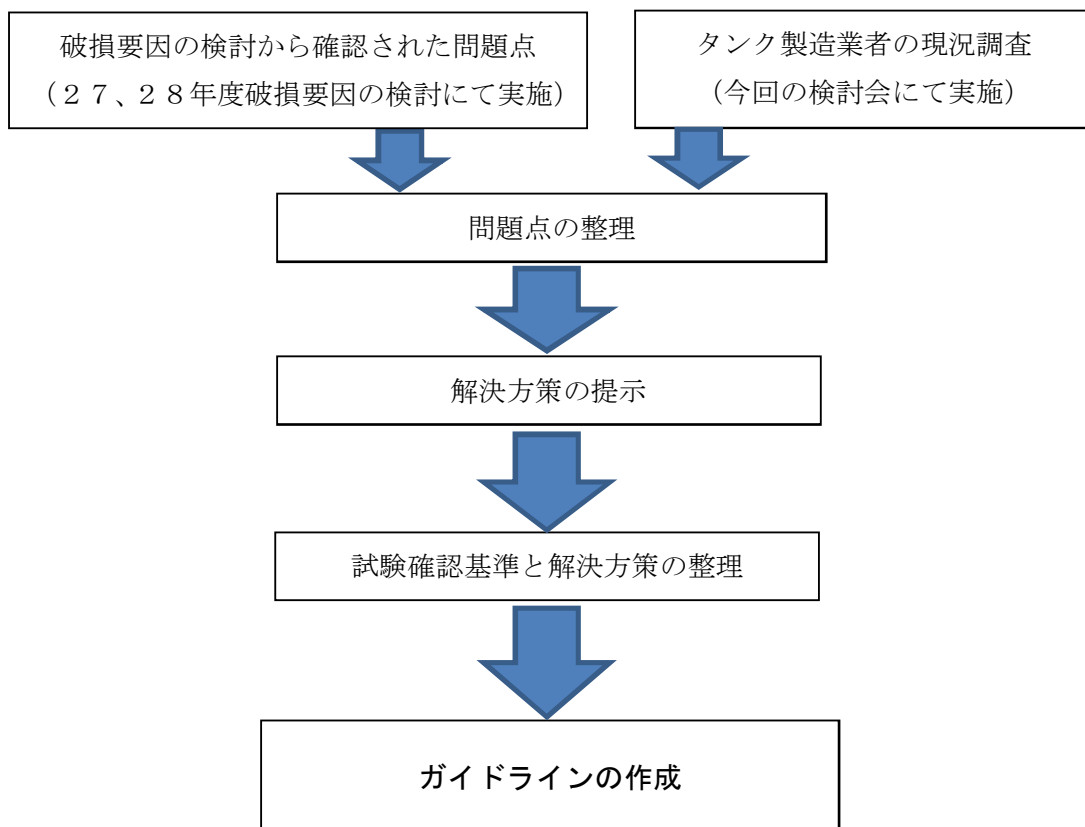 破損要因の検討から確認された問題点
（２７、２８年度破損要因の検討にて実施）
タンク製造業者の現況調査
（今回の検討会にて実施）
問題点の整理
解決方策の提示
試験確認基準と解決方策の整理
ガイドラインの作成